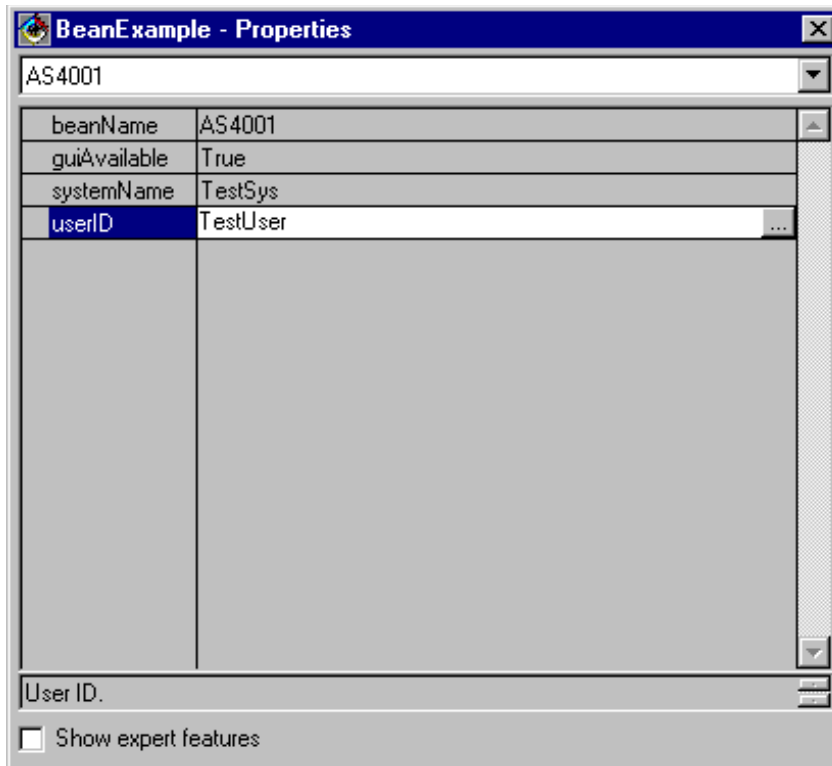 BeanExample - Properties
AS4001
beanName AS4001
guiAvailable True
systemName TestSys
userID TestUser ...
User ID.
Show expert features